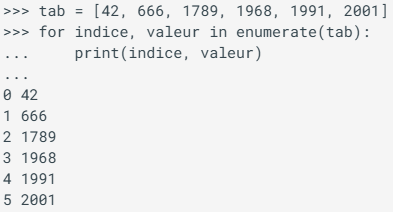 >>> tab = [42, 666, 1789, 1968, 1991, 2001]
>>> for indice, valeur in enumerate(tab):
...     print(indice, valeur)
...
0 42
1 666
2 1789
3 1968
4 1991
5 2001